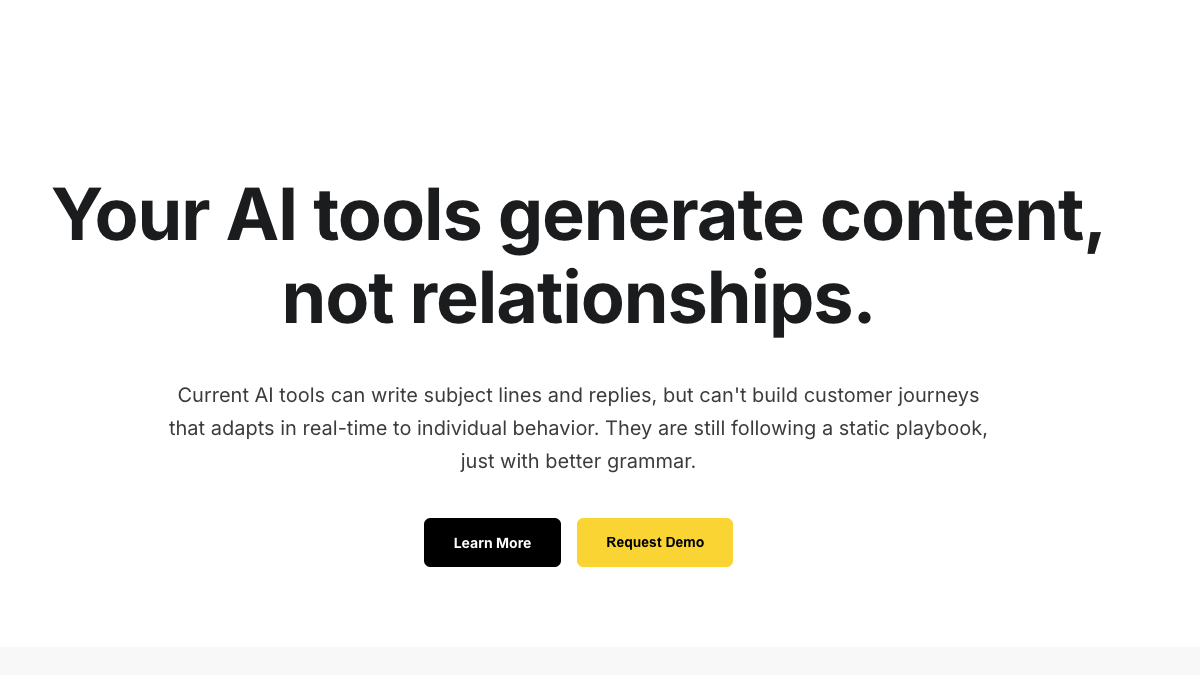 Your AI tools generate content,
not relationships.
Current AI tools can write subject lines and replies, but can't build customer journeys
that adapts in real-time to individual behavior. They are still following a static playbook,
just with better grammar.
Learn More
Request Demo